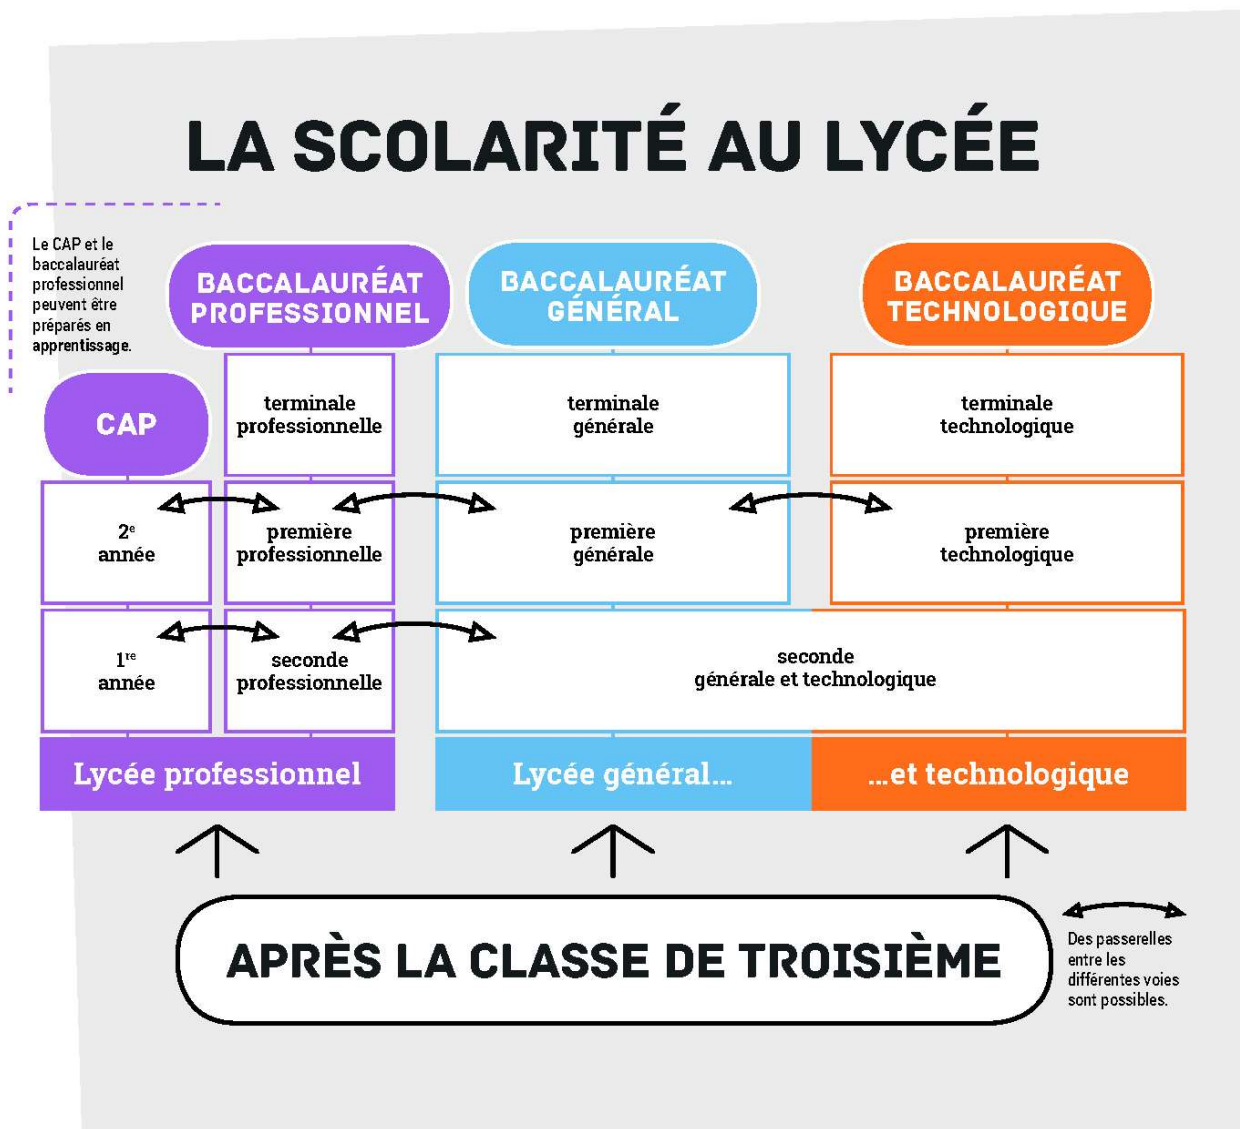 LA SCOLARITÉ AU LYCÉE
Le CAP et le
baccalauréat
professionnel
peuvent être
préparés en
apprentissage.
BACCALAURÉAT
PROFESSIONNEL
BACCALAURÉAT
GÉNÉRAL
BACCALAURÉAT
TECHNOLOGIQUE
CAP
terminale
professionnelle
terminale
générale
terminale
technologique
2e
année
première
professionnelle
première
générale
première
technologique
1re
année
seconde
professionnelle
seconde
générale et technologique
Lycée professionnel
Lycée général...
...et technologique
APRÈS LA CLASSE DE TROISIÈME
Des passerelles
entre les
différentes voies
sont possibles.